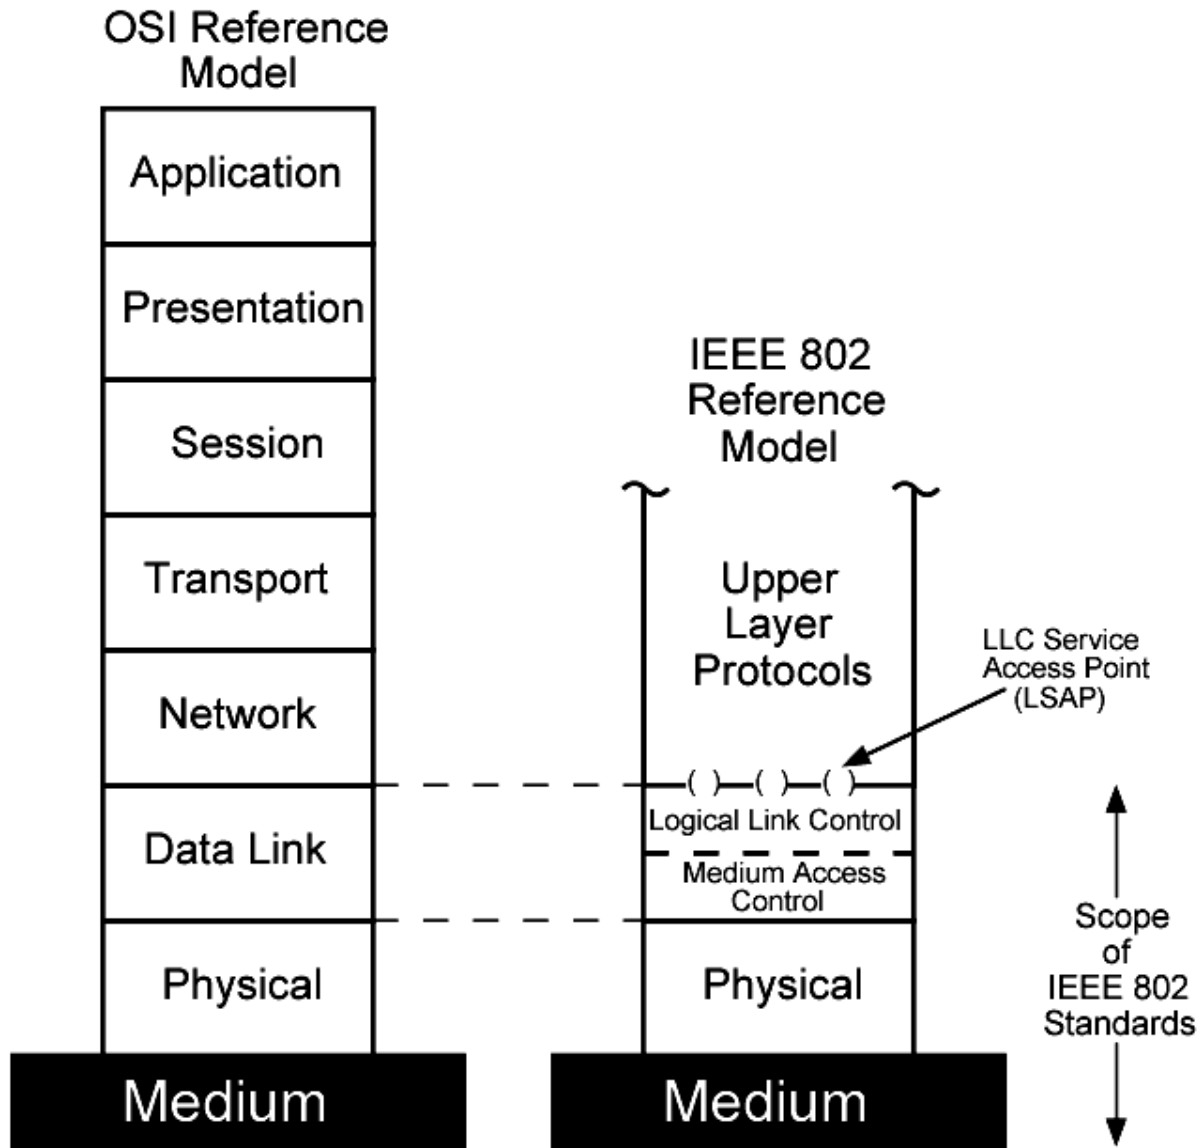 OSI Reference
Model
Application
Presentation
Session
Transport
Network
Data Link
Physical
Medium
IEEE 802
Reference
Model
Upper
Layer
Protocols
LLC Service
Access Point
(LSAP)
( ) ( ) ( )
Logical Link Control
Medium Access
Control
Physical
Medium
Scope
of
IEEE 802
Standards